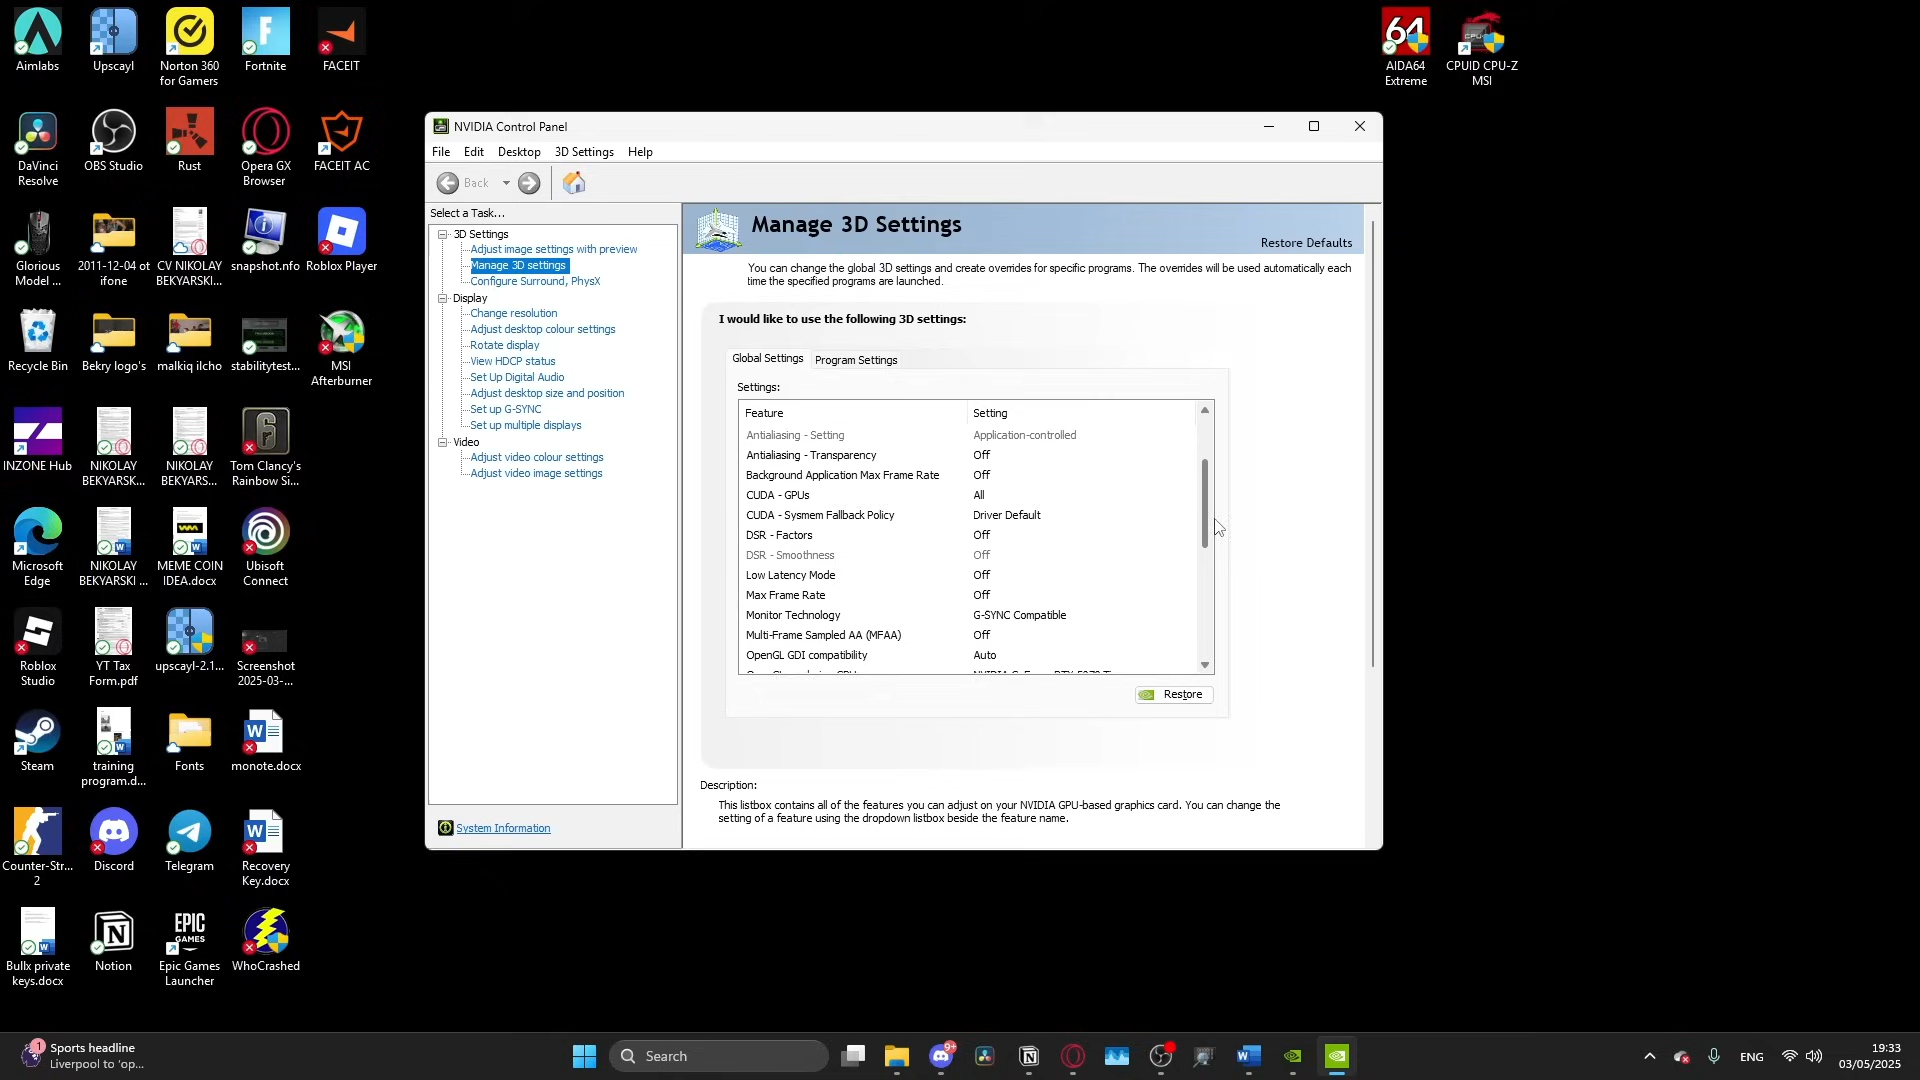 Aimlabs
Upscayl
Norton 360
for Gamers
Fortnite
FACEIT
64
AIDA64
Extreme
CPUID CPU-Z
MSI
DaVinci
Resolve
OBS Studio
Rust
Opera GX
Browser
FACEIT AC
Glorious
Model ...
2011-12-04 ot
ifone
CV NIKOLAY
BEKYARSKI...
snapshot.nfo
Roblox Player
Recycle Bin
Bekry logo's
malkiq ilcho
stabilitytest...
MSI
Afterburner
INZONE Hub
NIKOLAY
BEKYARSK...
NIKOLAY
BEKYARS...
Tom Clancy's
Rainbow Si...
Microsoft
Edge
NIKOLAY
BEKYARSKI ...
MEME COIN
IDEA.docx
Ubisoft
Connect
Roblox
Studio
YT Tax
Form.pdf
upscayl-2.1...
Screenshot
2025-03-...
Steam
training
program.d...
Fonts
monote.docx
Counter-Str...
2
Discord
Telegram
Recovery
Key.docx
Bullx private
keys.docx
Notion
EPIC
GAMES
Epic Games
Launcher
WhoCrashed
NVIDIA Control Panel
File Edit Desktop 3D Settings Help
Back
Select a Task...
3D Settings
Adjust image settings with preview
Manage 3D settings
Configure Surround, PhysX
Display
Change resolution
Adjust desktop colour settings
Rotate display
View HDCP status
Set Up Digital Audio
Adjust desktop size and position
Set up G-SYNC
Set up multiple displays
Video
Adjust video colour settings
Adjust video image settings
System Information
Manage 3D Settings
Restore Defaults
You can change the global 3D settings and create overrides for specific programs. The overrides will be used automatically each
time the specified programs are launched.
I would like to use the following 3D settings:
Global Settings Program Settings
Settings:
Feature Setting
Antialiasing - Setting Application-controlled
Antialiasing - Transparency Off
Background Application Max Frame Rate Off
CUDA - GPUs All
CUDA - Sysmem Fallback Policy Driver Default
DSR - Factors Off
DSR - Smoothness Off
Low Latency Mode Off
Max Frame Rate Off
Monitor Technology G-SYNC Compatible
Multi-Frame Sampled AA (MFAA) Off
OpenGL GDI compatibility Auto
Restore
Description:
This listbox contains all of the features you can adjust on your NVIDIA GPU-based graphics card. You can change the
setting of a feature using the dropdown listbox beside the feature name.
1
Sports headline
Liverpool to 'op...
Search
9+
ENG
19:33
03/05/2025